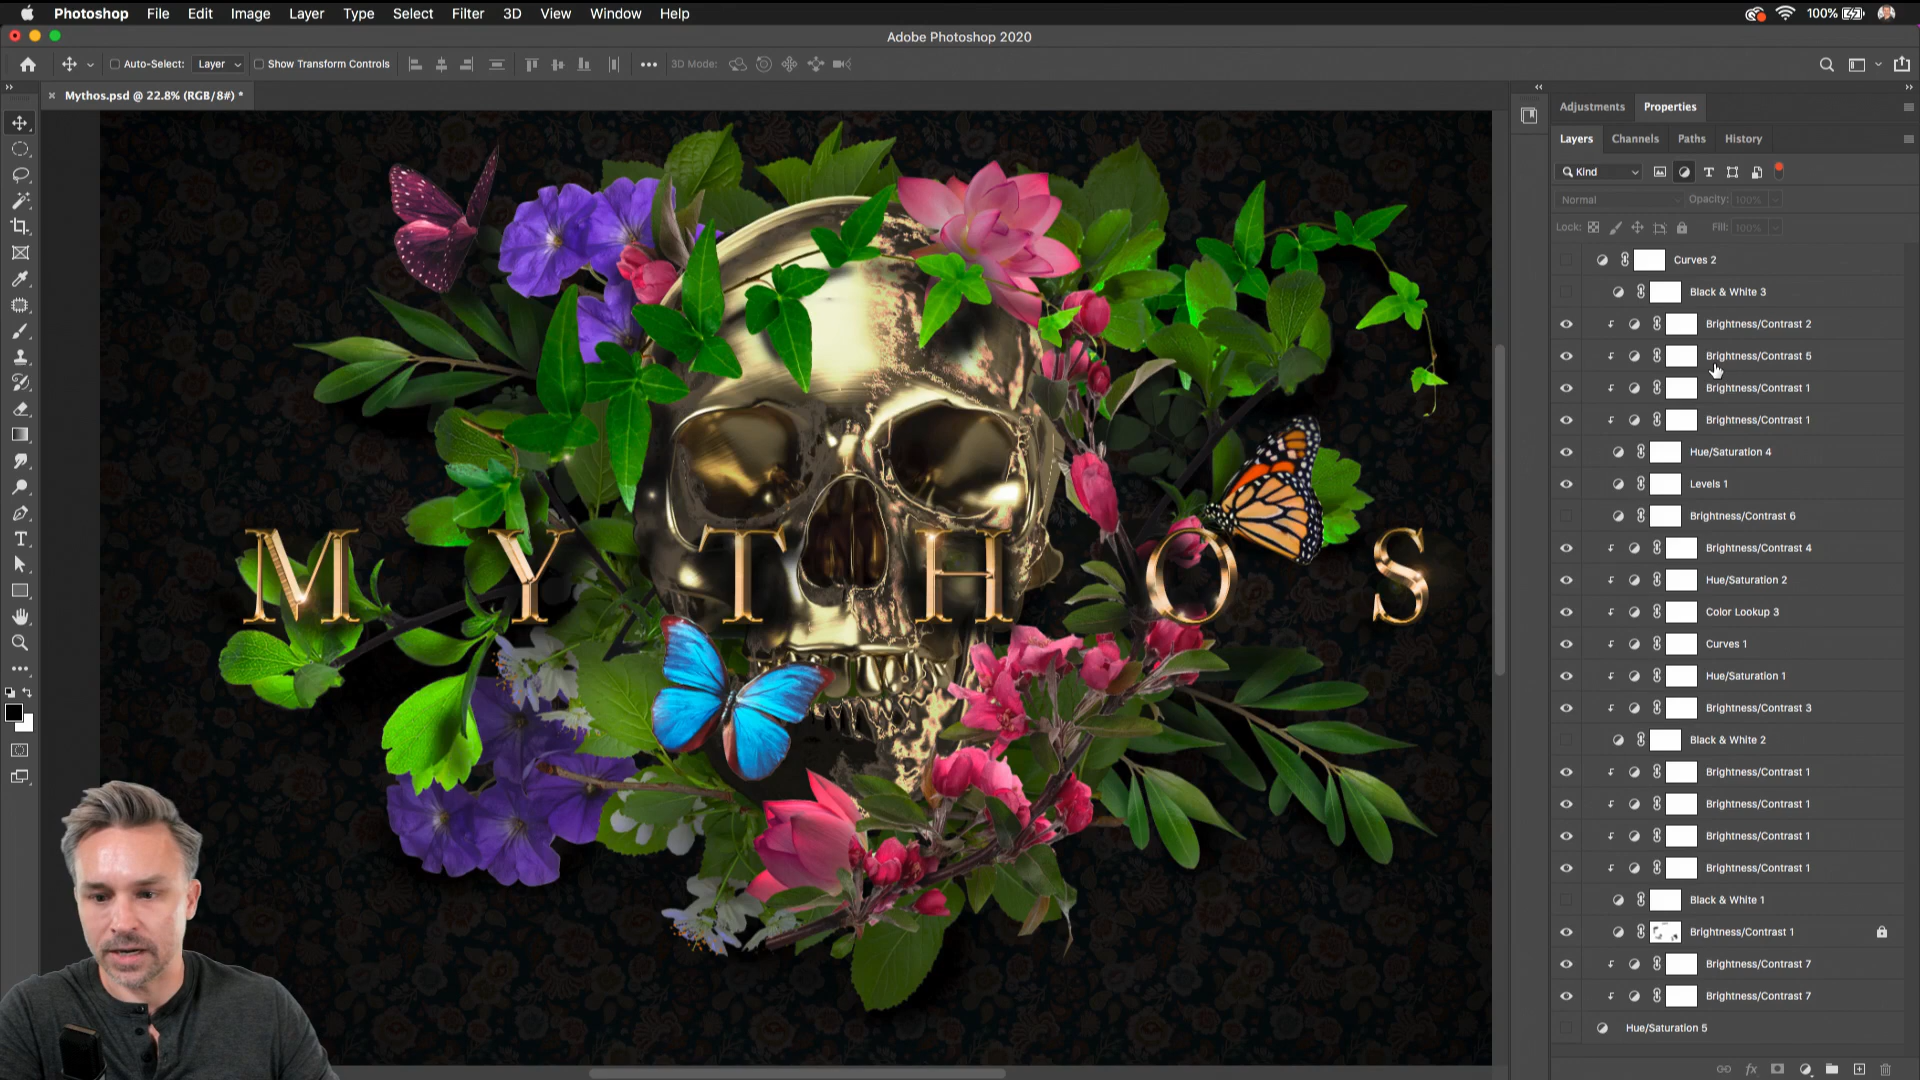 Photoshop File Edit Image Layer Type Select Filter 3D View Window Help 100%
Adobe Photoshop 2020
Auto-Select: Layer Show Transform Controls 3D Mode:
Mythos.psd @ 22.8% (RGB/8#) *
Adjustments Properties
Layers Channels Paths History
Kind
Normal Opacity: 100%
Lock: Fill: 100%
Curves 2
Black & White 3
Brightness/Contrast 2
Brightness/Contrast 5
Brightness/Contrast 1
Brightness/Contrast 1
Hue/Saturation 4
Levels 1
Brightness/Contrast 6
Brightness/Contrast 4
Hue/Saturation 2
Color Lookup 3
Curves 1
Hue/Saturation 1
Brightness/Contrast 3
Black & White 2
Brightness/Contrast 1
Brightness/Contrast 1
Brightness/Contrast 1
Brightness/Contrast 1
Black & White 1
Brightness/Contrast 1
Brightness/Contrast 7
Brightness/Contrast 7
Hue/Saturation 5
fx
MYTHOS